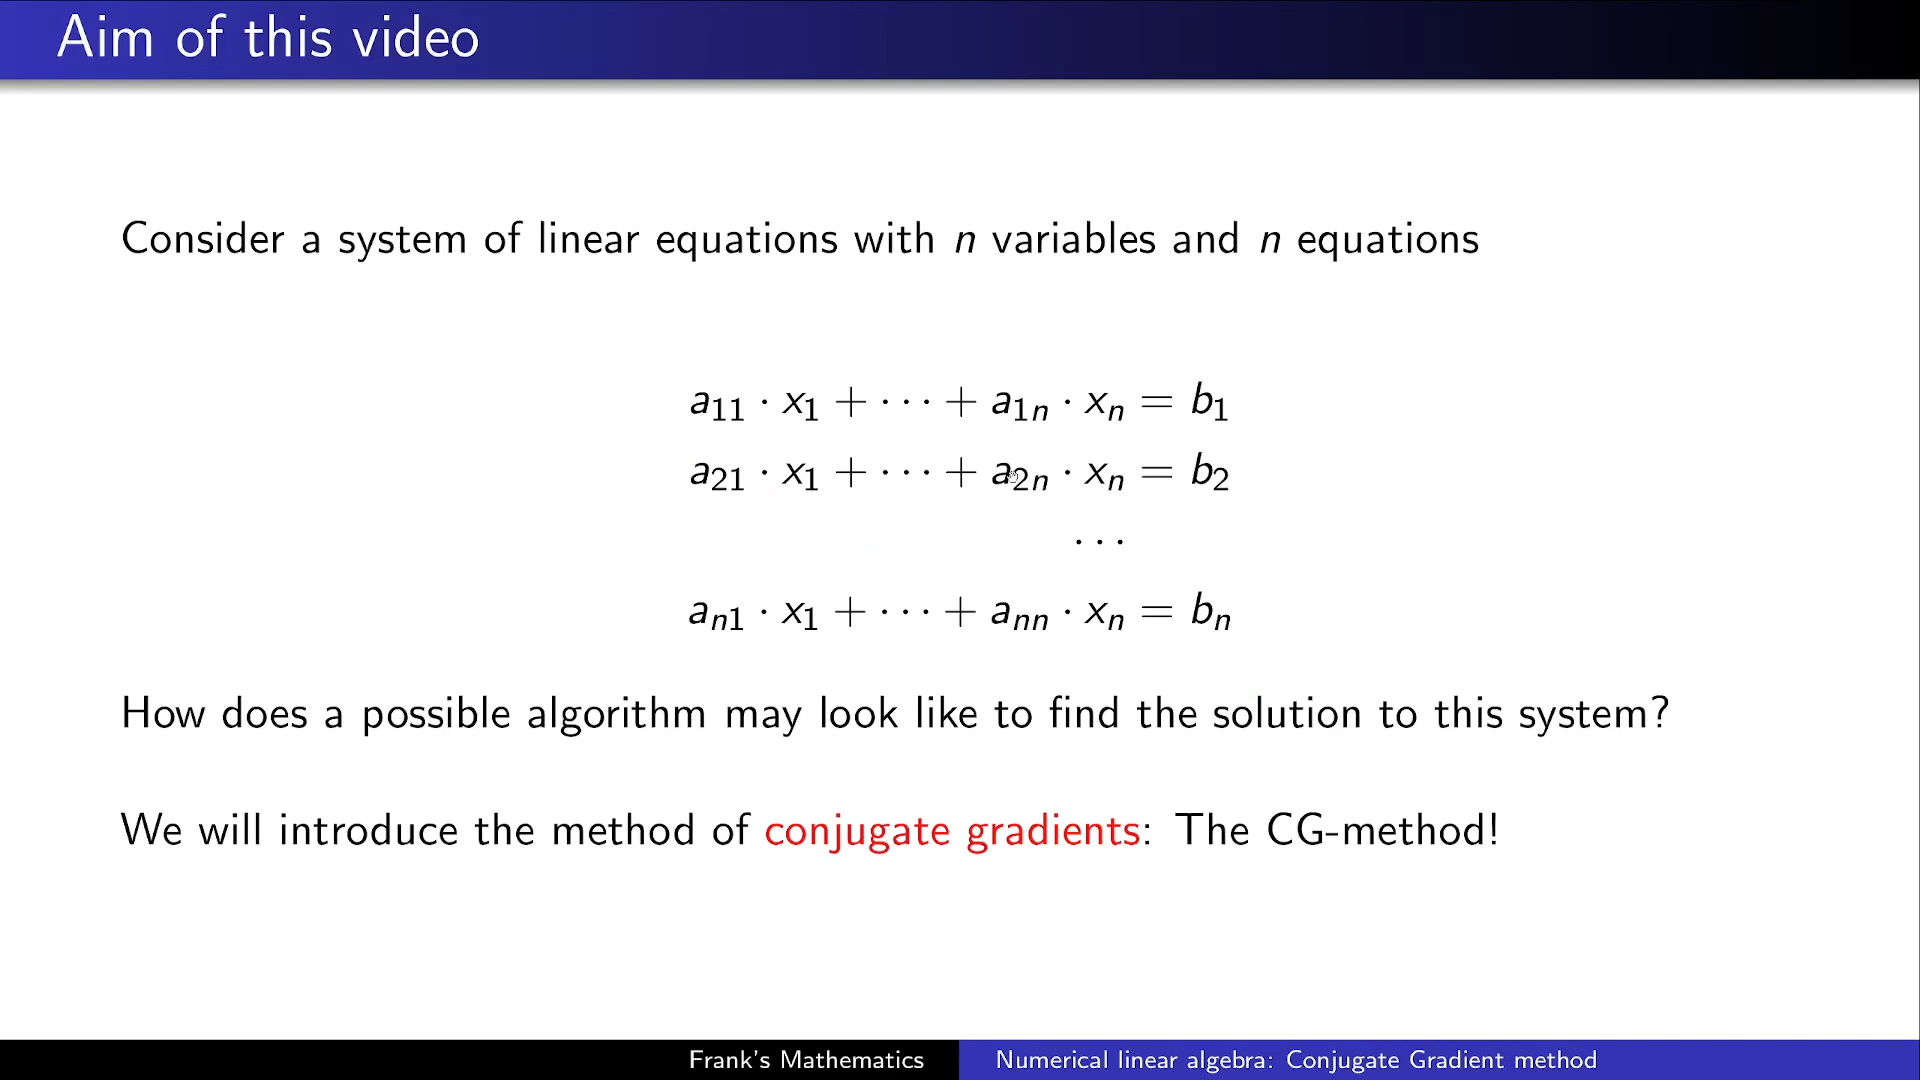 Aim of this video
Consider a system of linear equations with n variables and n equations
a₁₁ · x₁ + · · · + a₁ₙ · xₙ = b₁
a₂₁ · x₁ + · · · + a₂ₙ · xₙ = b₂
· · ·
aₙ₁ · x₁ + · · · + aₙₙ · xₙ = bₙ
How does a possible algorithm may look like to find the solution to this system?
We will introduce the method of conjugate gradients: The CG-method!
Frank's Mathematics
Numerical linear algebra: Conjugate Gradient method